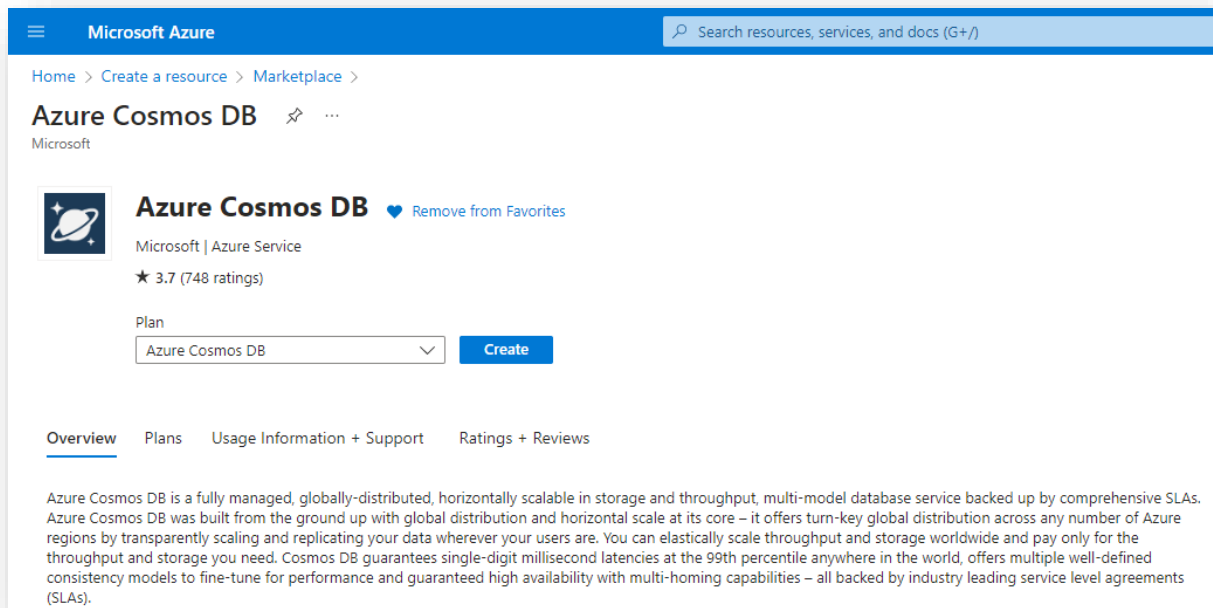 Microsoft Azure
Search resources, services, and docs (G+/)
Home > Create a resource > Marketplace >
Azure Cosmos DB ...
Microsoft
Azure Cosmos DB
Remove from Favorites
Microsoft | Azure Service
★ 3.7 (748 ratings)
Plan
Azure Cosmos DB
Create
Overview
Plans
Usage Information + Support
Ratings + Reviews
Azure Cosmos DB is a fully managed, globally-distributed, horizontally scalable in storage and throughput, multi-model database service backed up by comprehensive SLAs.
Azure Cosmos DB was built from the ground up with global distribution and horizontal scale at its core – it offers turn-key global distribution across any number of Azure
regions by transparently scaling and replicating your data wherever your users are. You can elastically scale throughput and storage worldwide and pay only for the
throughput and storage you need. Cosmos DB guarantees single-digit millisecond latencies at the 99th percentile anywhere in the world, offers multiple well-defined
consistency models to fine-tune for performance and guaranteed high availability with multi-homing capabilities – all backed by industry leading service level agreements
(SLAs).